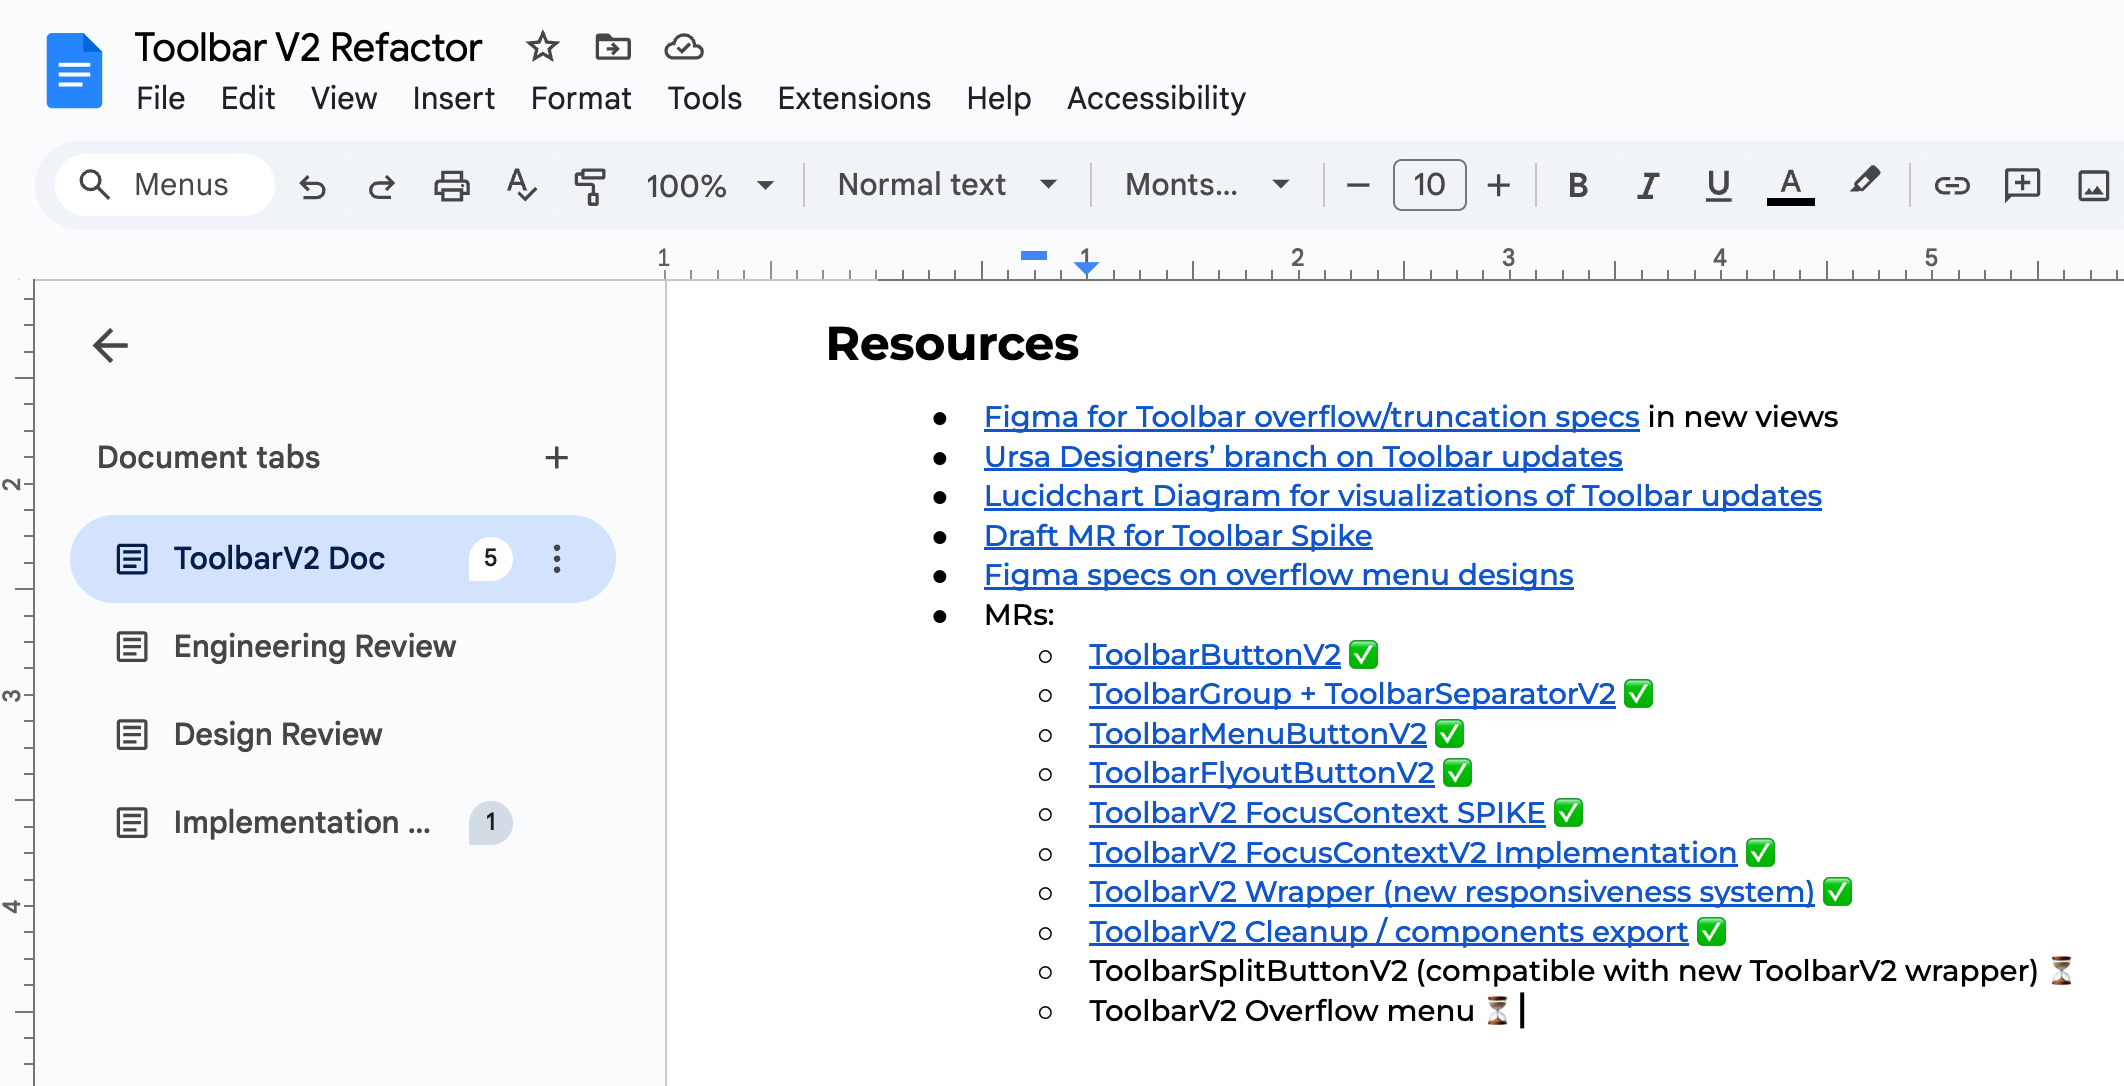 Toolbar V2 Refactor
File Edit View Insert Format Tools Extensions Help Accessibility
Menus 100% Normal text Monts... 10 B I U A
1 1 2 3 4 5
2
3
4
Document tabs
ToolbarV2 Doc 5
Engineering Review
Design Review
Implementation ... 1
Resources
● Figma for Toolbar overflow/truncation specs in new views
● Ursa Designers’ branch on Toolbar updates
● Lucidchart Diagram for visualizations of Toolbar updates
● Draft MR for Toolbar Spike
● Figma specs on overflow menu designs
● MRs:
○ ToolbarButtonV2 ✅
○ ToolbarGroup + ToolbarSeparatorV2 ✅
○ ToolbarMenuButtonV2 ✅
○ ToolbarFlyoutButtonV2 ✅
○ ToolbarV2 FocusContext SPIKE ✅
○ ToolbarV2 FocusContextV2 Implementation ✅
○ ToolbarV2 Wrapper (new responsiveness system) ✅
○ ToolbarV2 Cleanup / components export ✅
○ ToolbarSplitButtonV2 (compatible with new ToolbarV2 wrapper) ⏳
○ ToolbarV2 Overflow menu ⏳